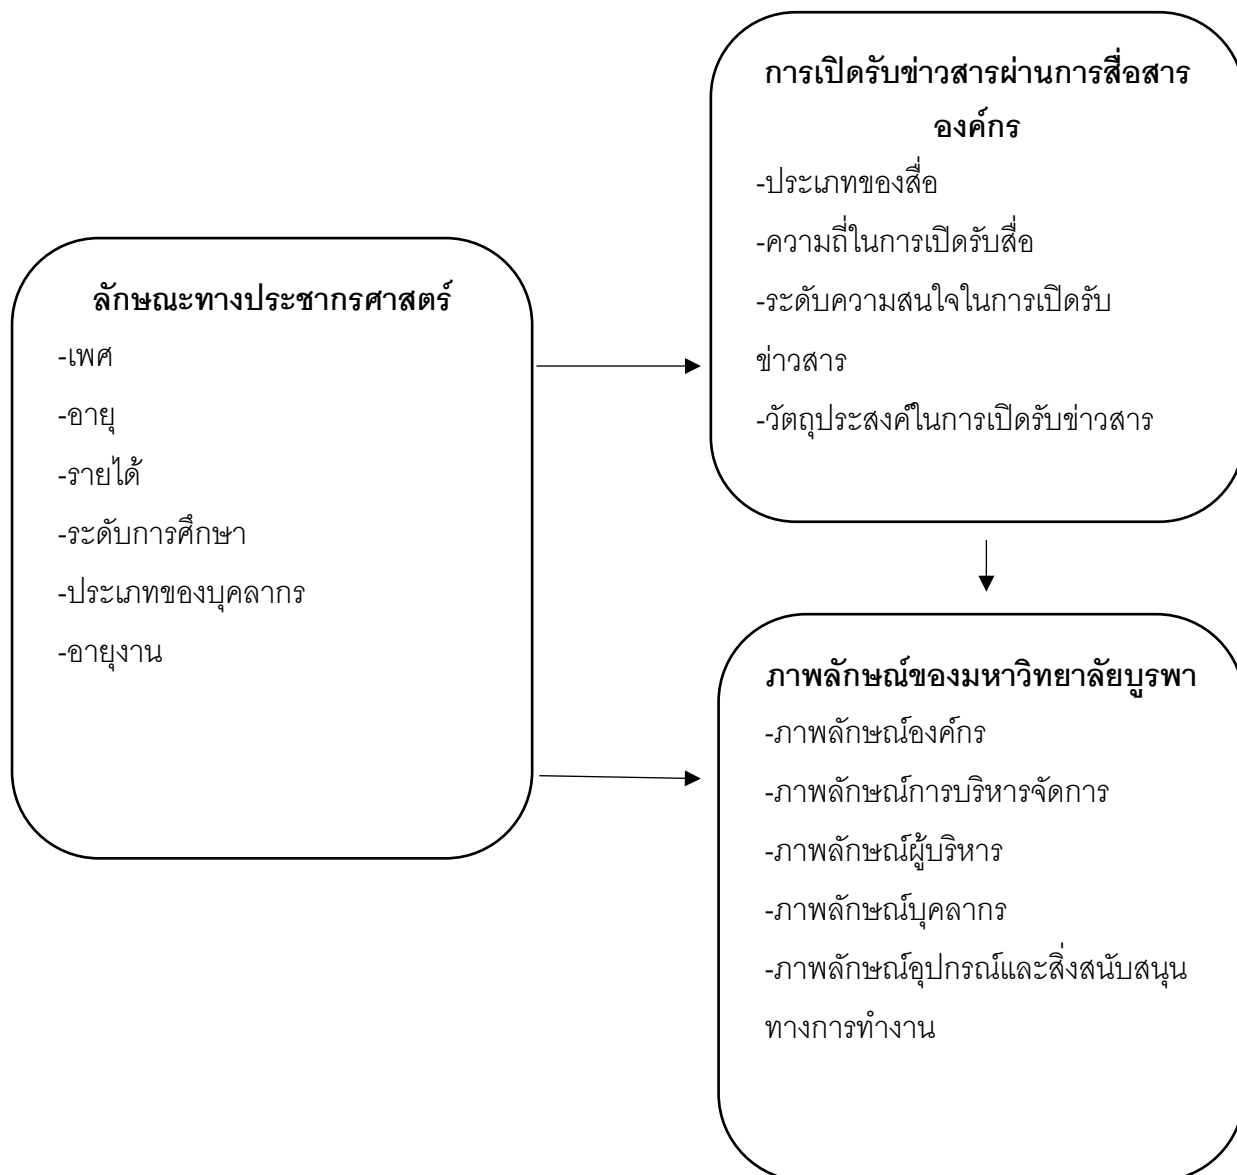 การเปิดรับข่าวสารผ่านการสื่อสาร
องค์กร
-ประเภทของสื่อ
-ความถี่ในการเปิดรับสื่อ
-ระดับความสนใจในการเปิดรับ
ข่าวสาร
-วัตถุประสงค์ในการเปิดรับข่าวสาร
ลักษณะทางประชากรศาสตร์
-เพศ
-อายุ
-รายได้
-ระดับการศึกษา
-ประเภทของบุคลากร
-อายุงาน
ภาพลักษณ์ของมหาวิทยาลัยบูรพา
-ภาพลักษณ์องค์กร
-ภาพลักษณ์การบริหารจัดการ
-ภาพลักษณ์ผู้บริหาร
-ภาพลักษณ์บุคลากร
-ภาพลักษณ์อุปกรณ์และสิ่งสนับสนุน
ทางการทำงาน